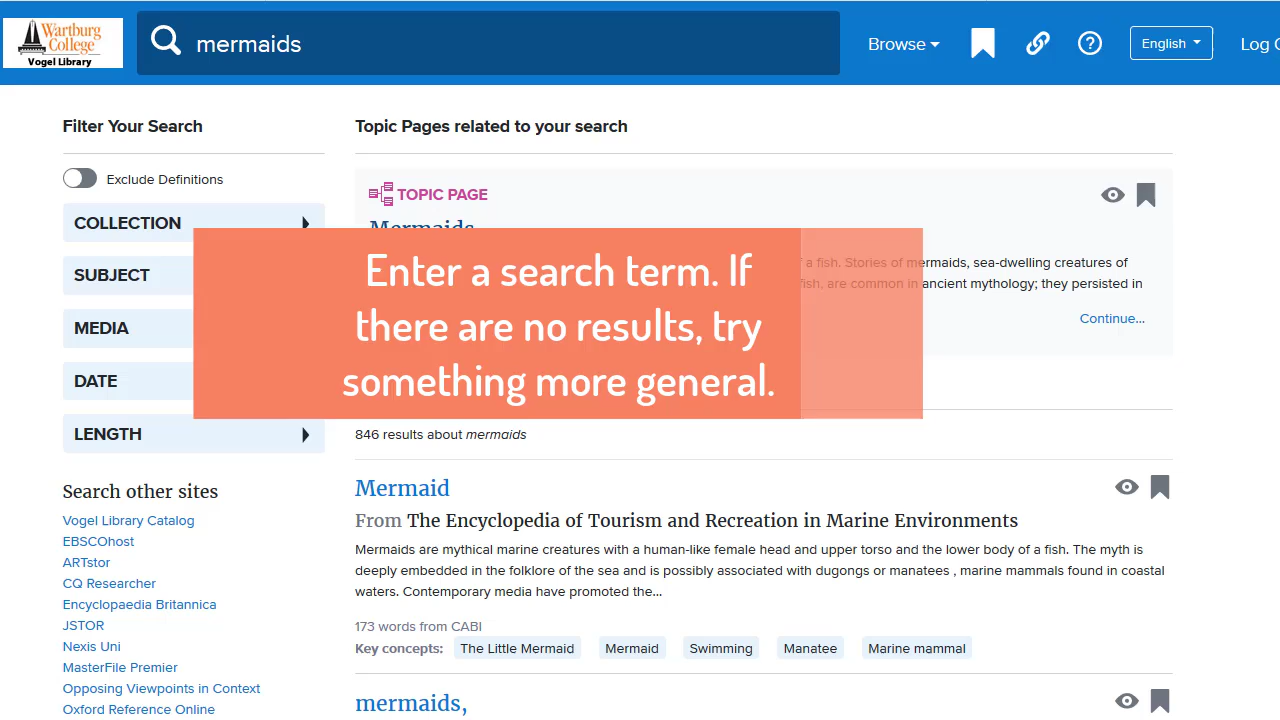 Wartburg
College
Vogel Library
mermaids
Browse
English
Log
Filter Your Search
Exclude Definitions
COLLECTION
SUBJECT
MEDIA
DATE
LENGTH
Search other sites
Vogel Library Catalog
EBSCOhost
ARTstor
CQ Researcher
Encyclopaedia Britannica
JSTOR
Nexis Uni
MasterFile Premier
Opposing Viewpoints in Context
Oxford Reference Online
Topic Pages related to your search
TOPIC PAGE
Mermaids
Enter a search term. If
there are no results, try
something more general.
f a fish. Stories of mermaids, sea-dwelling creatures of
fish, are common in ancient mythology; they persisted in
Continue...
846 results about mermaids
Mermaid
From The Encyclopedia of Tourism and Recreation in Marine Environments
Mermaids are mythical marine creatures with a human-like female head and upper torso and the lower body of a fish. The myth is
deeply embedded in the folklore of the sea and is possibly associated with dugongs or manatees , marine mammals found in coastal
waters. Contemporary media have promoted the...
173 words from CABI
Key concepts: The Little Mermaid Mermaid Swimming Manatee Marine mammal
mermaids,